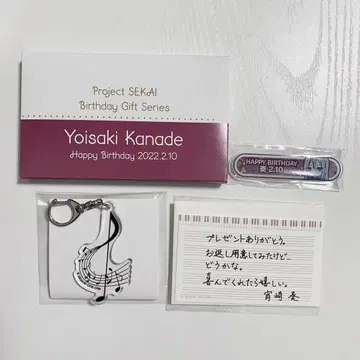 Project SEKAI
Birthday Gift Series
Yoisaki Kanade
Happy Birthday 2022.2.10
HAPPY BIRTHDAY
奏 2.10
プレゼントありがとう。
お返し用意してみたけど…
どうかな。
喜んでくれたら嬉しい。
宵崎 奏